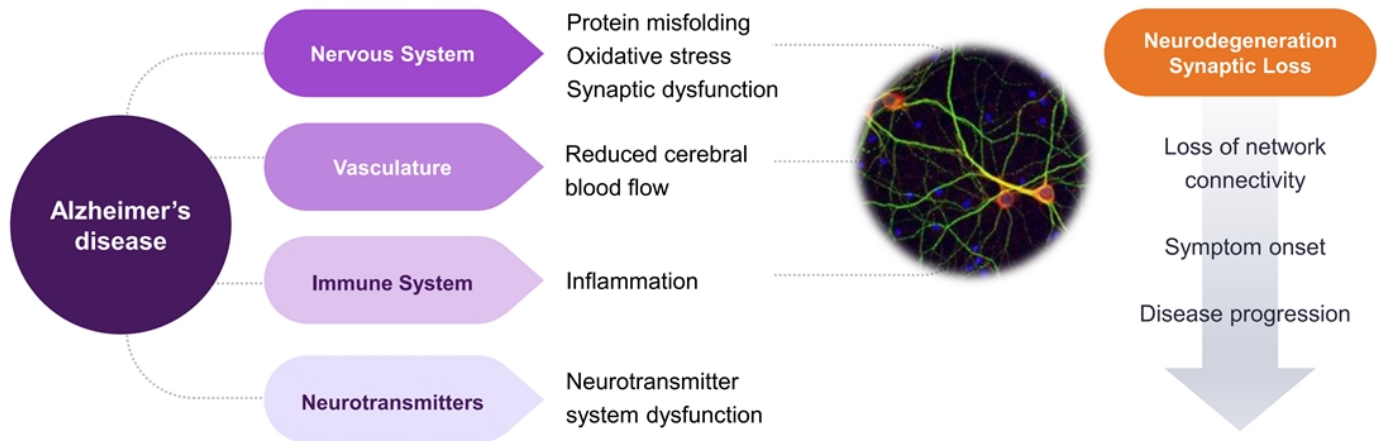 Alzheimer's
disease
Nervous System
Protein misfolding
Oxidative stress
Synaptic dysfunction
Vasculature
Reduced cerebral
blood flow
Immune System
Inflammation
Neurotransmitters
Neurotransmitter
system dysfunction
Neurodegeneration
Synaptic Loss
Loss of network
connectivity
Symptom onset
Disease progression